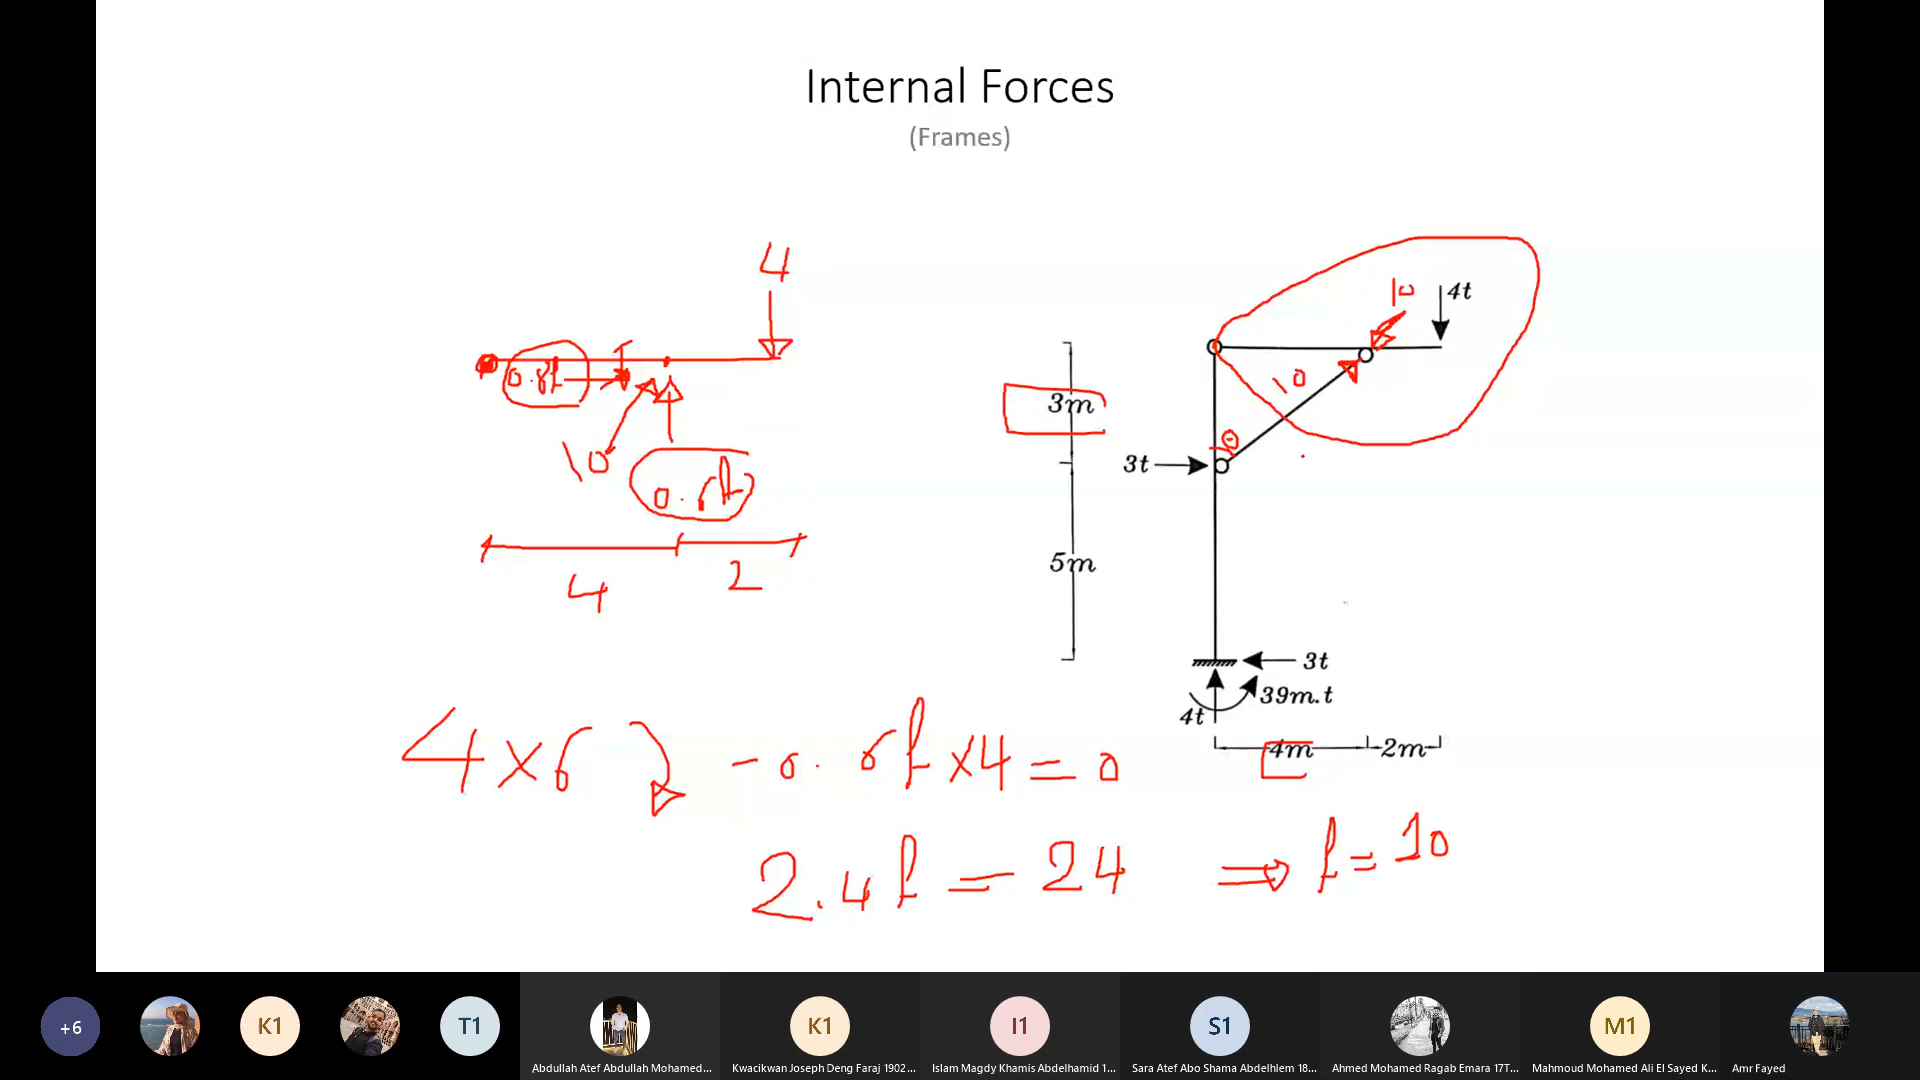 Internal Forces
(Frames)
4
0.8f
10
0.6f
4
2
10
4t
10
3m
θ
3t
5m
3t
39m.t
4t
4m
2m
4×6 -0.6f×4=0
2.4f=24 ⇒ f=10
+6
K1
T1
K1
I1
S1
M1
Abdullah Atef Abdullah Mohamed...
Kwacikwan Joseph Deng Faraj 1902...
Islam Magdy Khamis Abdelhamid 1...
Sara Atef Abo Shama Abdelhlem 18...
Ahmed Mohamed Ragab Emara 17T...
Mahmoud Mohamed Ali El Sayed K...
Amr Fayed